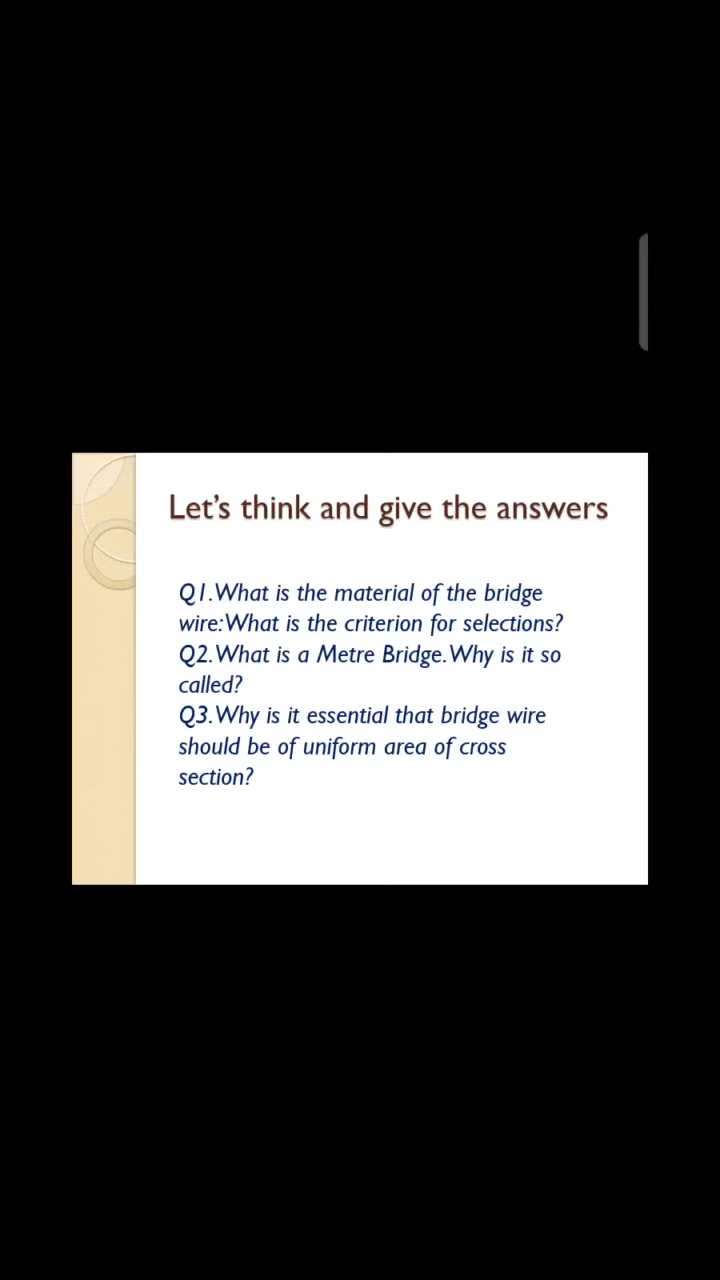 Let's think and give the answers
Q1.What is the material of the bridge
wire:What is the criterion for selections?
Q2.What is a Metre Bridge.Why is it so
called?
Q3.Why is it essential that bridge wire
should be of uniform area of cross
section?